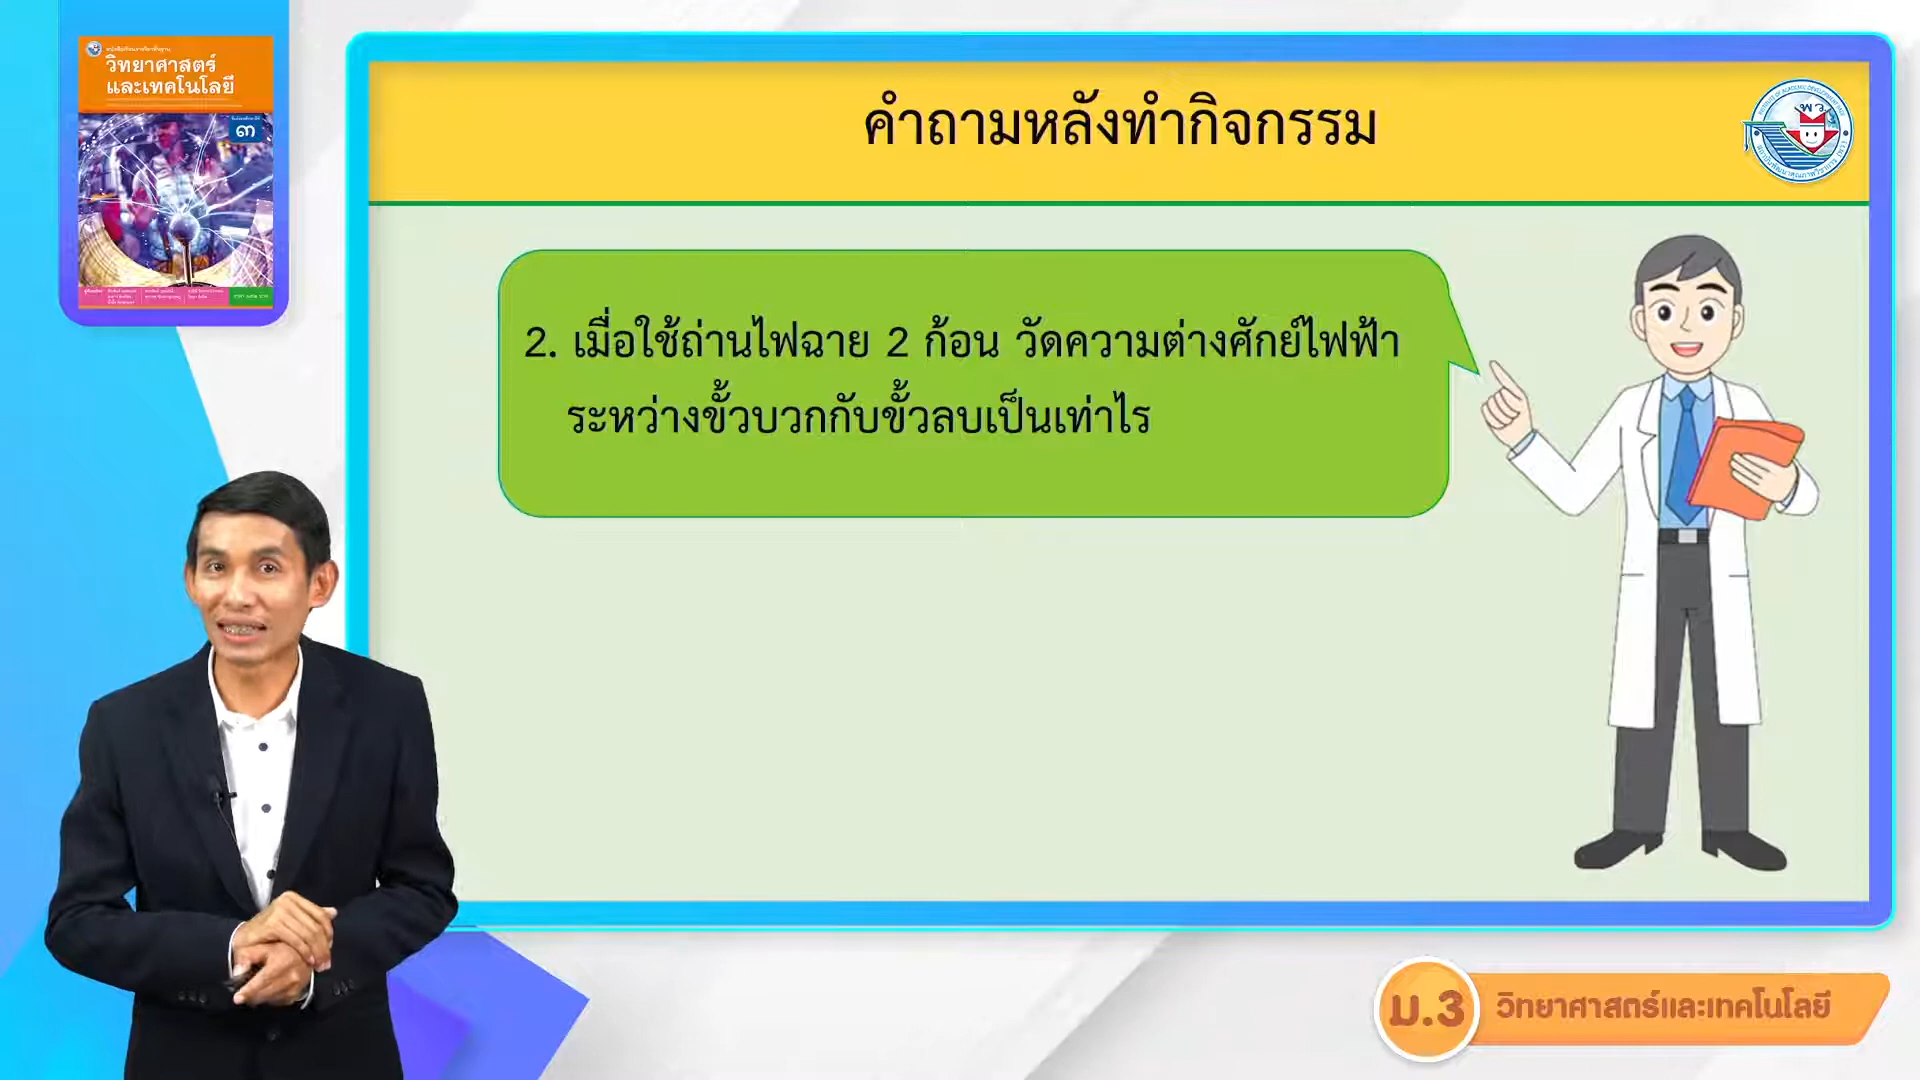 วิทยาศาสตร์
และเทคโนโลยี
๓
คำถามหลังทำกิจกรรม
พว
2. เมื่อใช้ถ่านไฟฉาย 2 ก้อน วัดความต่างศักย์ไฟฟ้า
ระหว่างขั้วบวกกับขั้วลบเป็นเท่าไร
ม.3 วิทยาศาสตร์และเทคโนโลยี